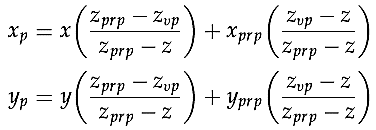 x_p = x( (z_prp − z_vp) / (z_prp − z) ) + x_prp( (z_vp − z) / (z_prp − z) )
y_p = y( (z_prp − z_vp) / (z_prp − z) ) + y_prp( (z_vp − z) / (z_prp − z) )